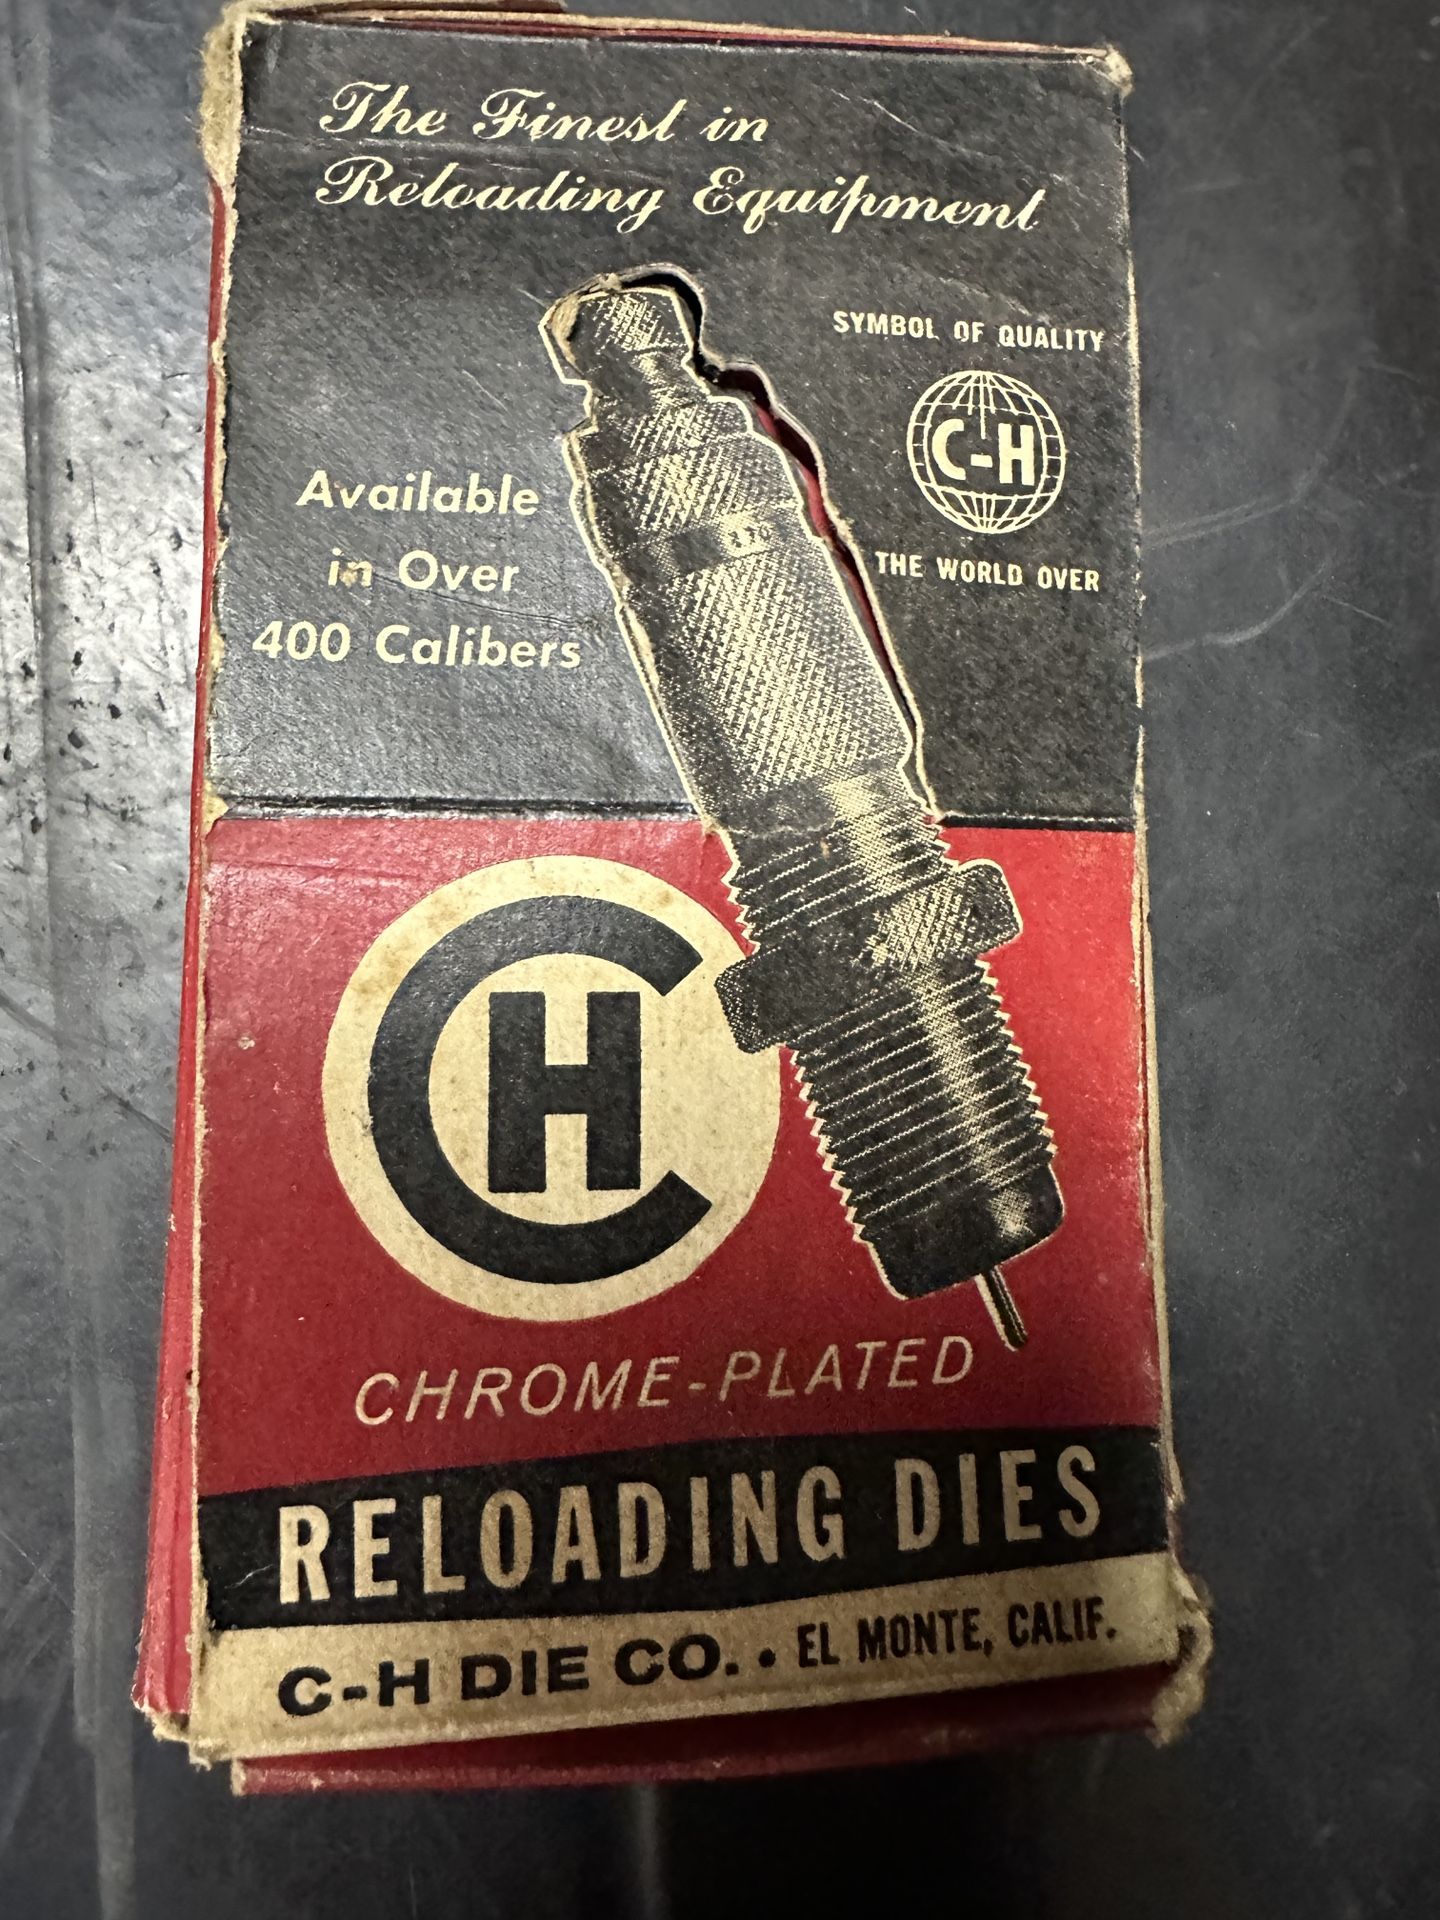 The Finest in
Reloading Equipment
SYMBOL OF QUALITY
C-H
THE WORLD OVER
Available
in Over
400 Calibers
CH
CHROME-PLATED
RELOADING DIES
C-H DIE CO. • EL MONTE, CALIF.